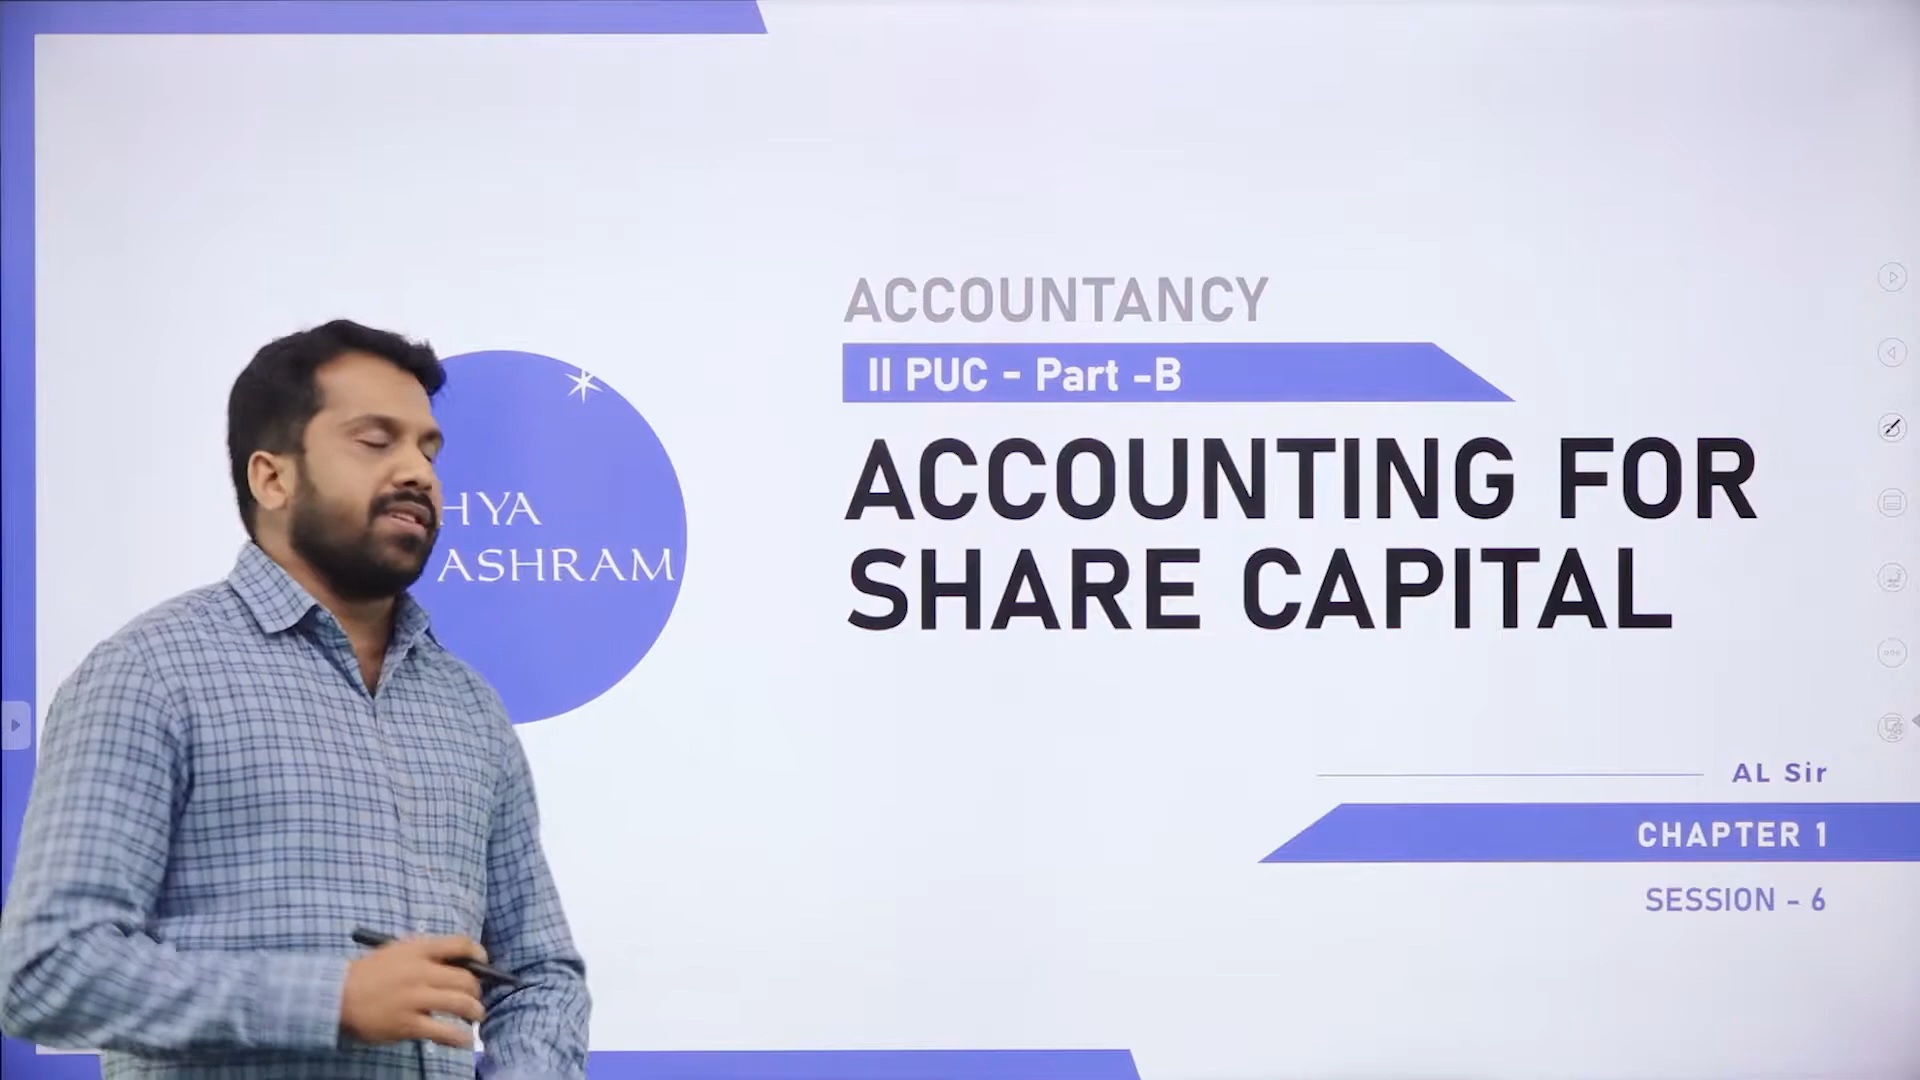 ACCOUNTANCY
II PUC - Part -B
ACCOUNTING FOR
SHARE CAPITAL
HYA
ASHRAM
AL Sir
CHAPTER 1
SESSION - 6